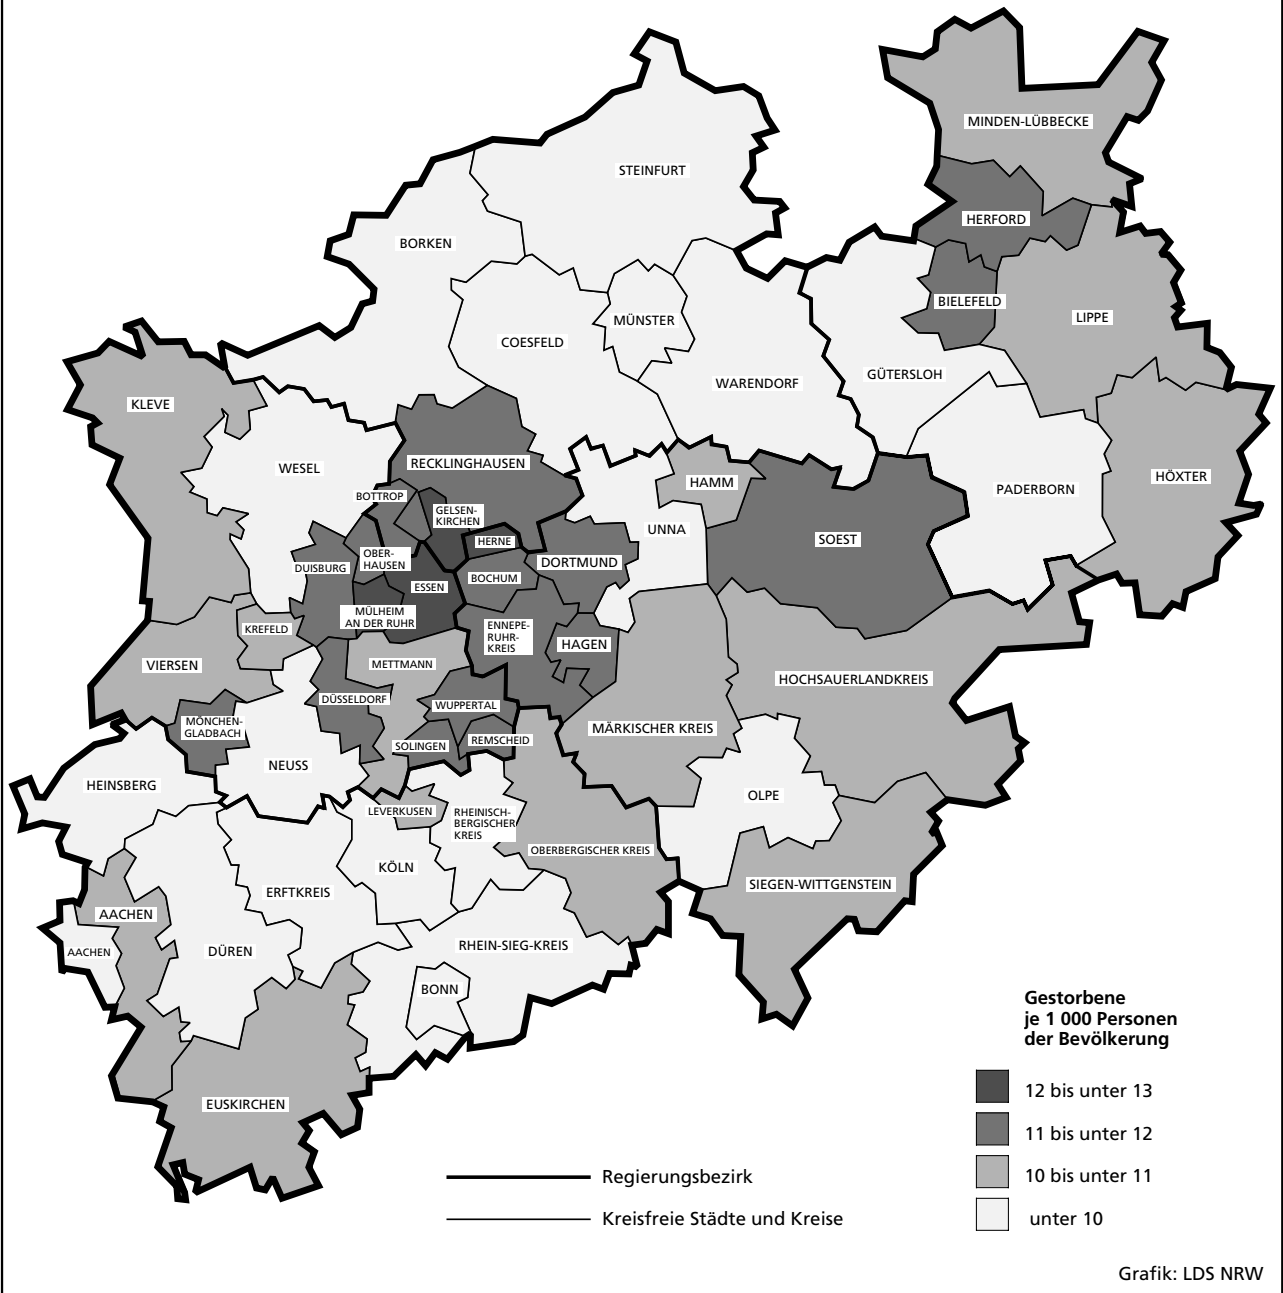 MINDEN-LÜBBECKE
STEINFURT
HERFORD
BORKEN
BIELEFELD
MÜNSTER
LIPPE
COESFELD
GÜTERSLOH
WARENDORF
KLEVE
RECKLINGHAUSEN
WESEL
HÖXTER
HAMM
PADERBORN
BOTTROP
GELSEN-
KIRCHEN
UNNA
SOEST
HERNE
OBER-
HAUSEN
DORTMUND
DUISBURG
BOCHUM
ESSEN
MÜLHEIM
AN DER RUHR
KREFELD
ENNEPE-
RUHR-
KREIS
HAGEN
VIERSEN
METTMANN
HOCHSAUERLANDKREIS
DÜSSELDORF
WUPPERTAL
MÖNCHEN-
GLADBACH
MÄRKISCHER KREIS
REMSCHEID
SOLINGEN
NEUSS
HEINSBERG
OLPE
LEVERKUSEN
RHEINISCH-
BERGISCHER
KREIS
OBERBERGISCHER KREIS
KÖLN
SIEGEN-WITTGENSTEIN
ERFTKREIS
AACHEN
RHEIN-SIEG-KREIS
AACHEN
DÜREN
BONN
EUSKIRCHEN
Gestorbene
je 1 000 Personen
der Bevölkerung
12 bis unter 13
11 bis unter 12
10 bis unter 11
unter 10
Regierungsbezirk
Kreisfreie Städte und Kreise
Grafik: LDS NRW